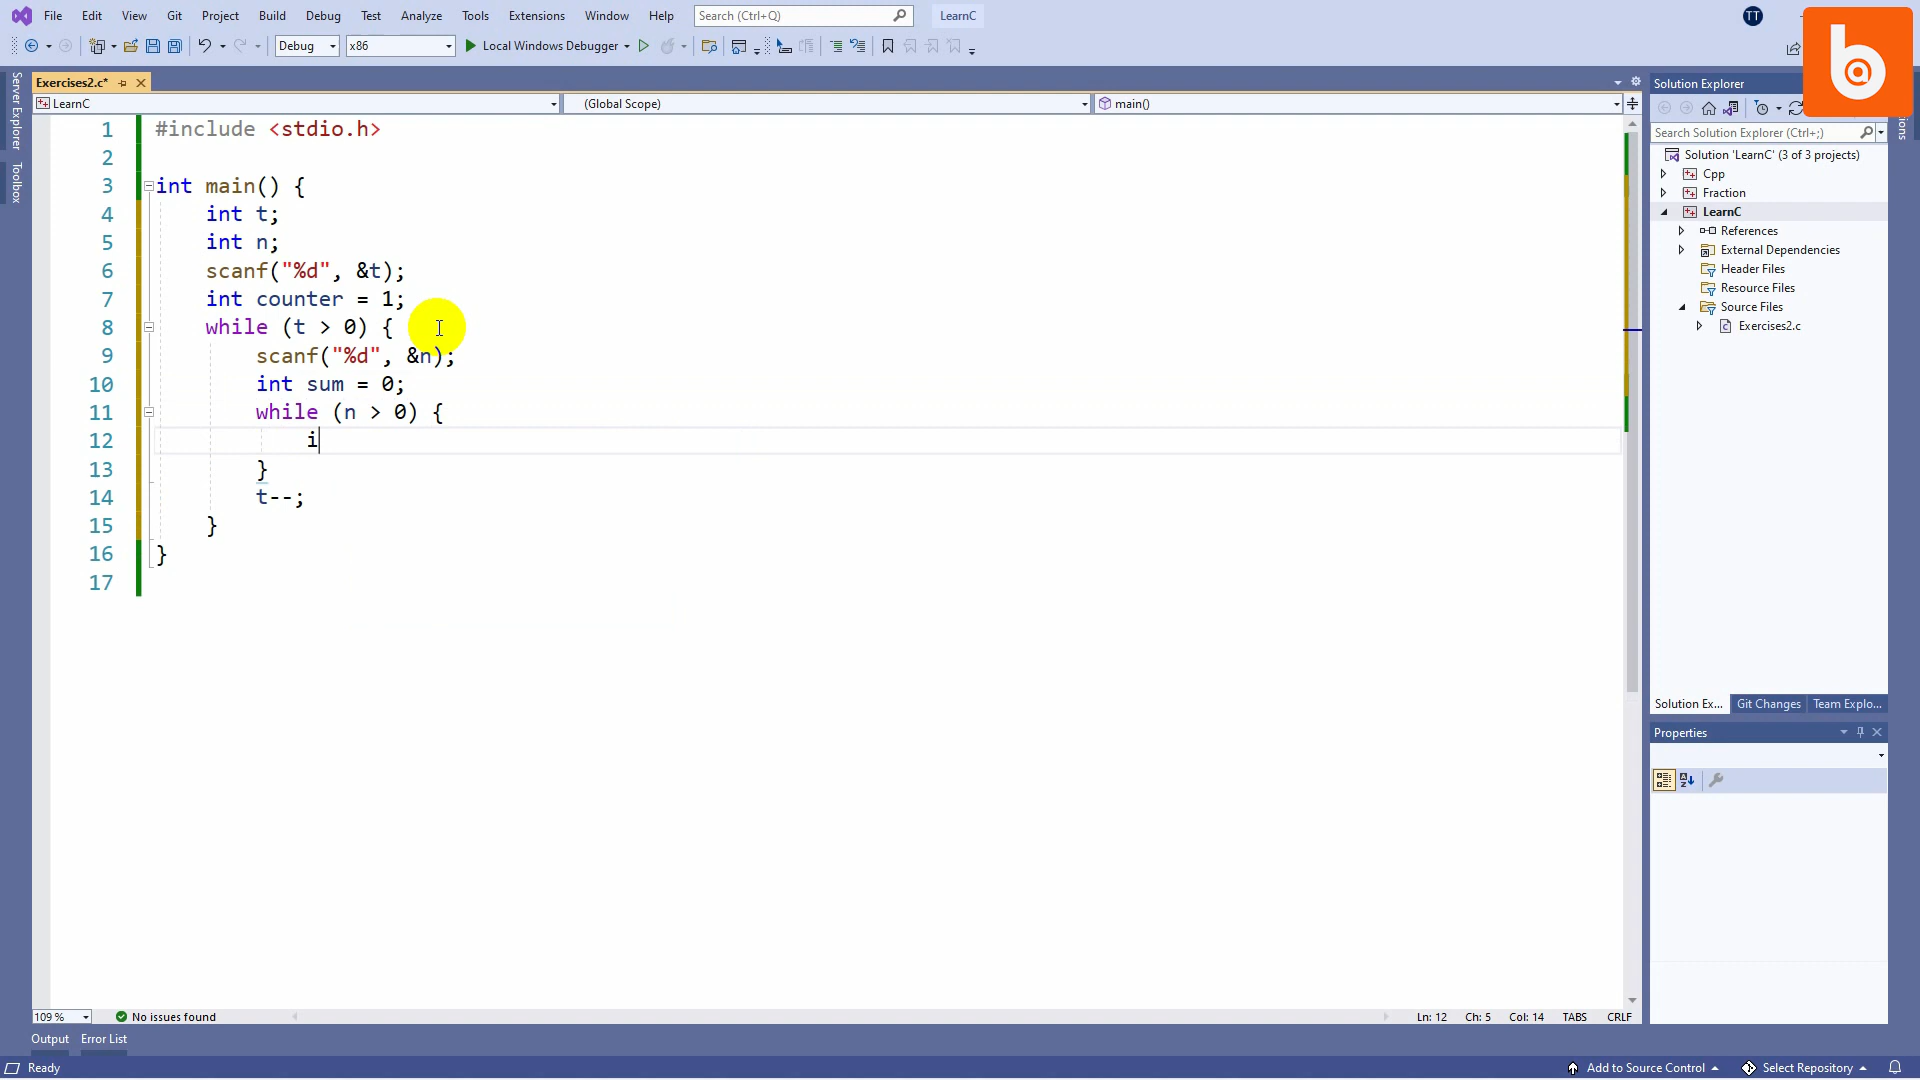 File Edit View Git Project Build Debug Test Analyze Tools Extensions Window Help Search (Ctrl+Q) LearnC TT
Debug x86 Local Windows Debugger
Server Explorer
Toolbox
Exercises2.c*
LearnC (Global Scope) main()
1 #include <stdio.h>
2
3 int main() {
4 int t;
5 int n;
6 scanf("%d", &t);
7 int counter = 1;
8 while (t > 0) {
9 scanf("%d", &n);
10 int sum = 0;
11 while (n > 0) {
12 i
13 }
14 t--;
15 }
16 }
17
109 % No issues found Ln: 12 Ch: 5 Col: 14 TABS CRLF
Output Error List
Ready Add to Source Control Select Repository
Solution Explorer
Search Solution Explorer (Ctrl+;)
Solution 'LearnC' (3 of 3 projects)
Cpp
Fraction
LearnC
References
External Dependencies
Header Files
Resource Files
Source Files
Exercises2.c
Solution Ex... Git Changes Team Explo...
Properties
b